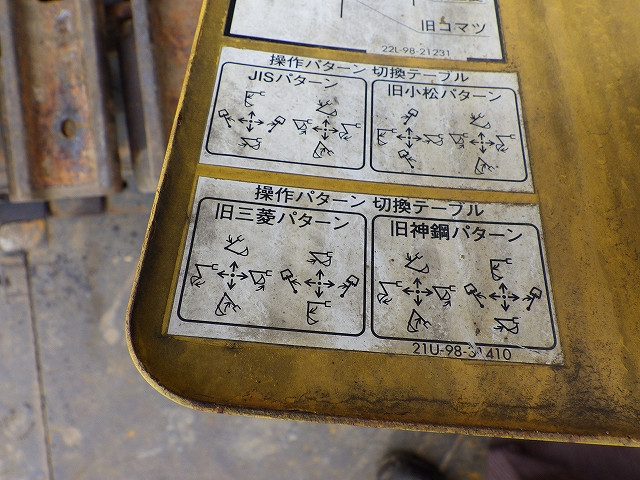 旧コマツ
22L-98-21231
操作パターン 切換テーブル
JISパターン
旧小松パターン
操作パターン 切換テーブル
旧三菱パターン
旧神鋼パターン